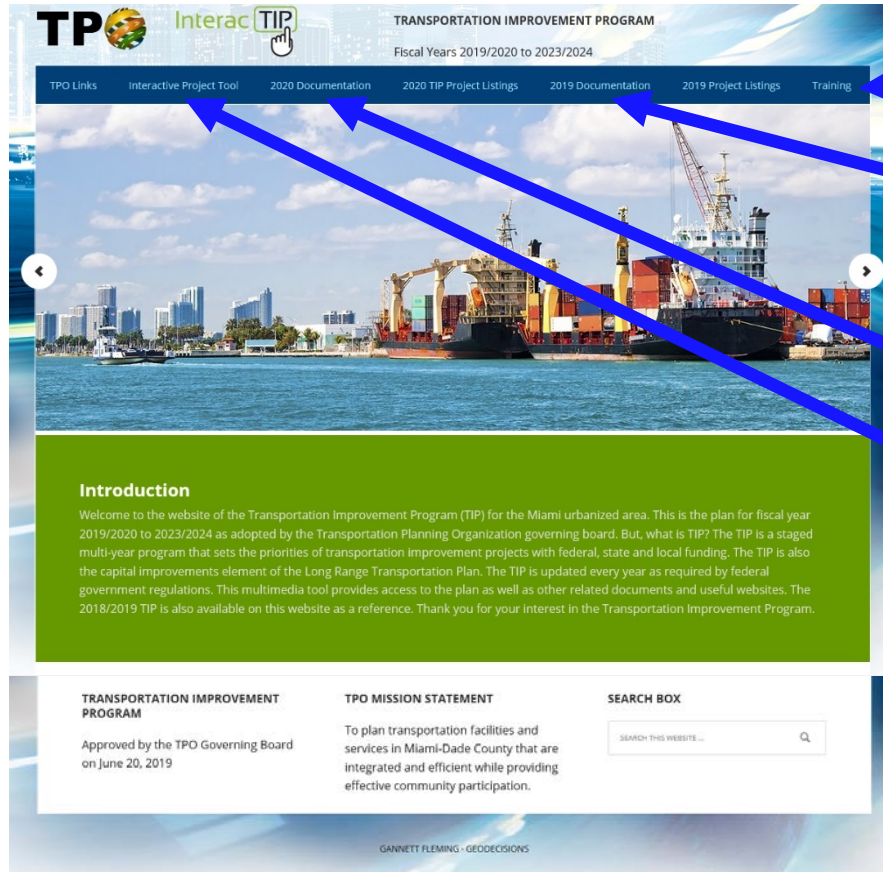 TPO
Interac TIP
TRANSPORTATION IMPROVEMENT PROGRAM
Fiscal Years 2019/2020 to 2023/2024
TPO Links Interactive Project Tool 2020 Documentation 2020 TIP Project Listings 2019 Documentation 2019 Project Listings Training
Introduction
Welcome to the website of the Transportation Improvement Program (TIP) for the Miami urbanized area. This is the plan for fiscal year
2019/2020 to 2023/2024 as adopted by the Transportation Planning Organization governing board. But, what is TIP? The TIP is a staged
multi-year program that sets the priorities of transportation improvement projects with federal, state and local funding. The TIP is also
the capital improvements element of the Long Range Transportation Plan. The TIP is updated every year as required by federal
government regulations. This multimedia tool provides access to the plan as well as other related documents and useful websites. The
2018/2019 TIP is also available on this website as a reference. Thank you for your interest in the Transportation Improvement Program.
TRANSPORTATION IMPROVEMENT
PROGRAM
Approved by the TPO Governing Board
on June 20, 2019
TPO MISSION STATEMENT
To plan transportation facilities and
services in Miami-Dade County that are
integrated and efficient while providing
effective community participation.
SEARCH BOX
SEARCH THIS WEBSITE ...
GANNETT FLEMING - GEODECISIONS